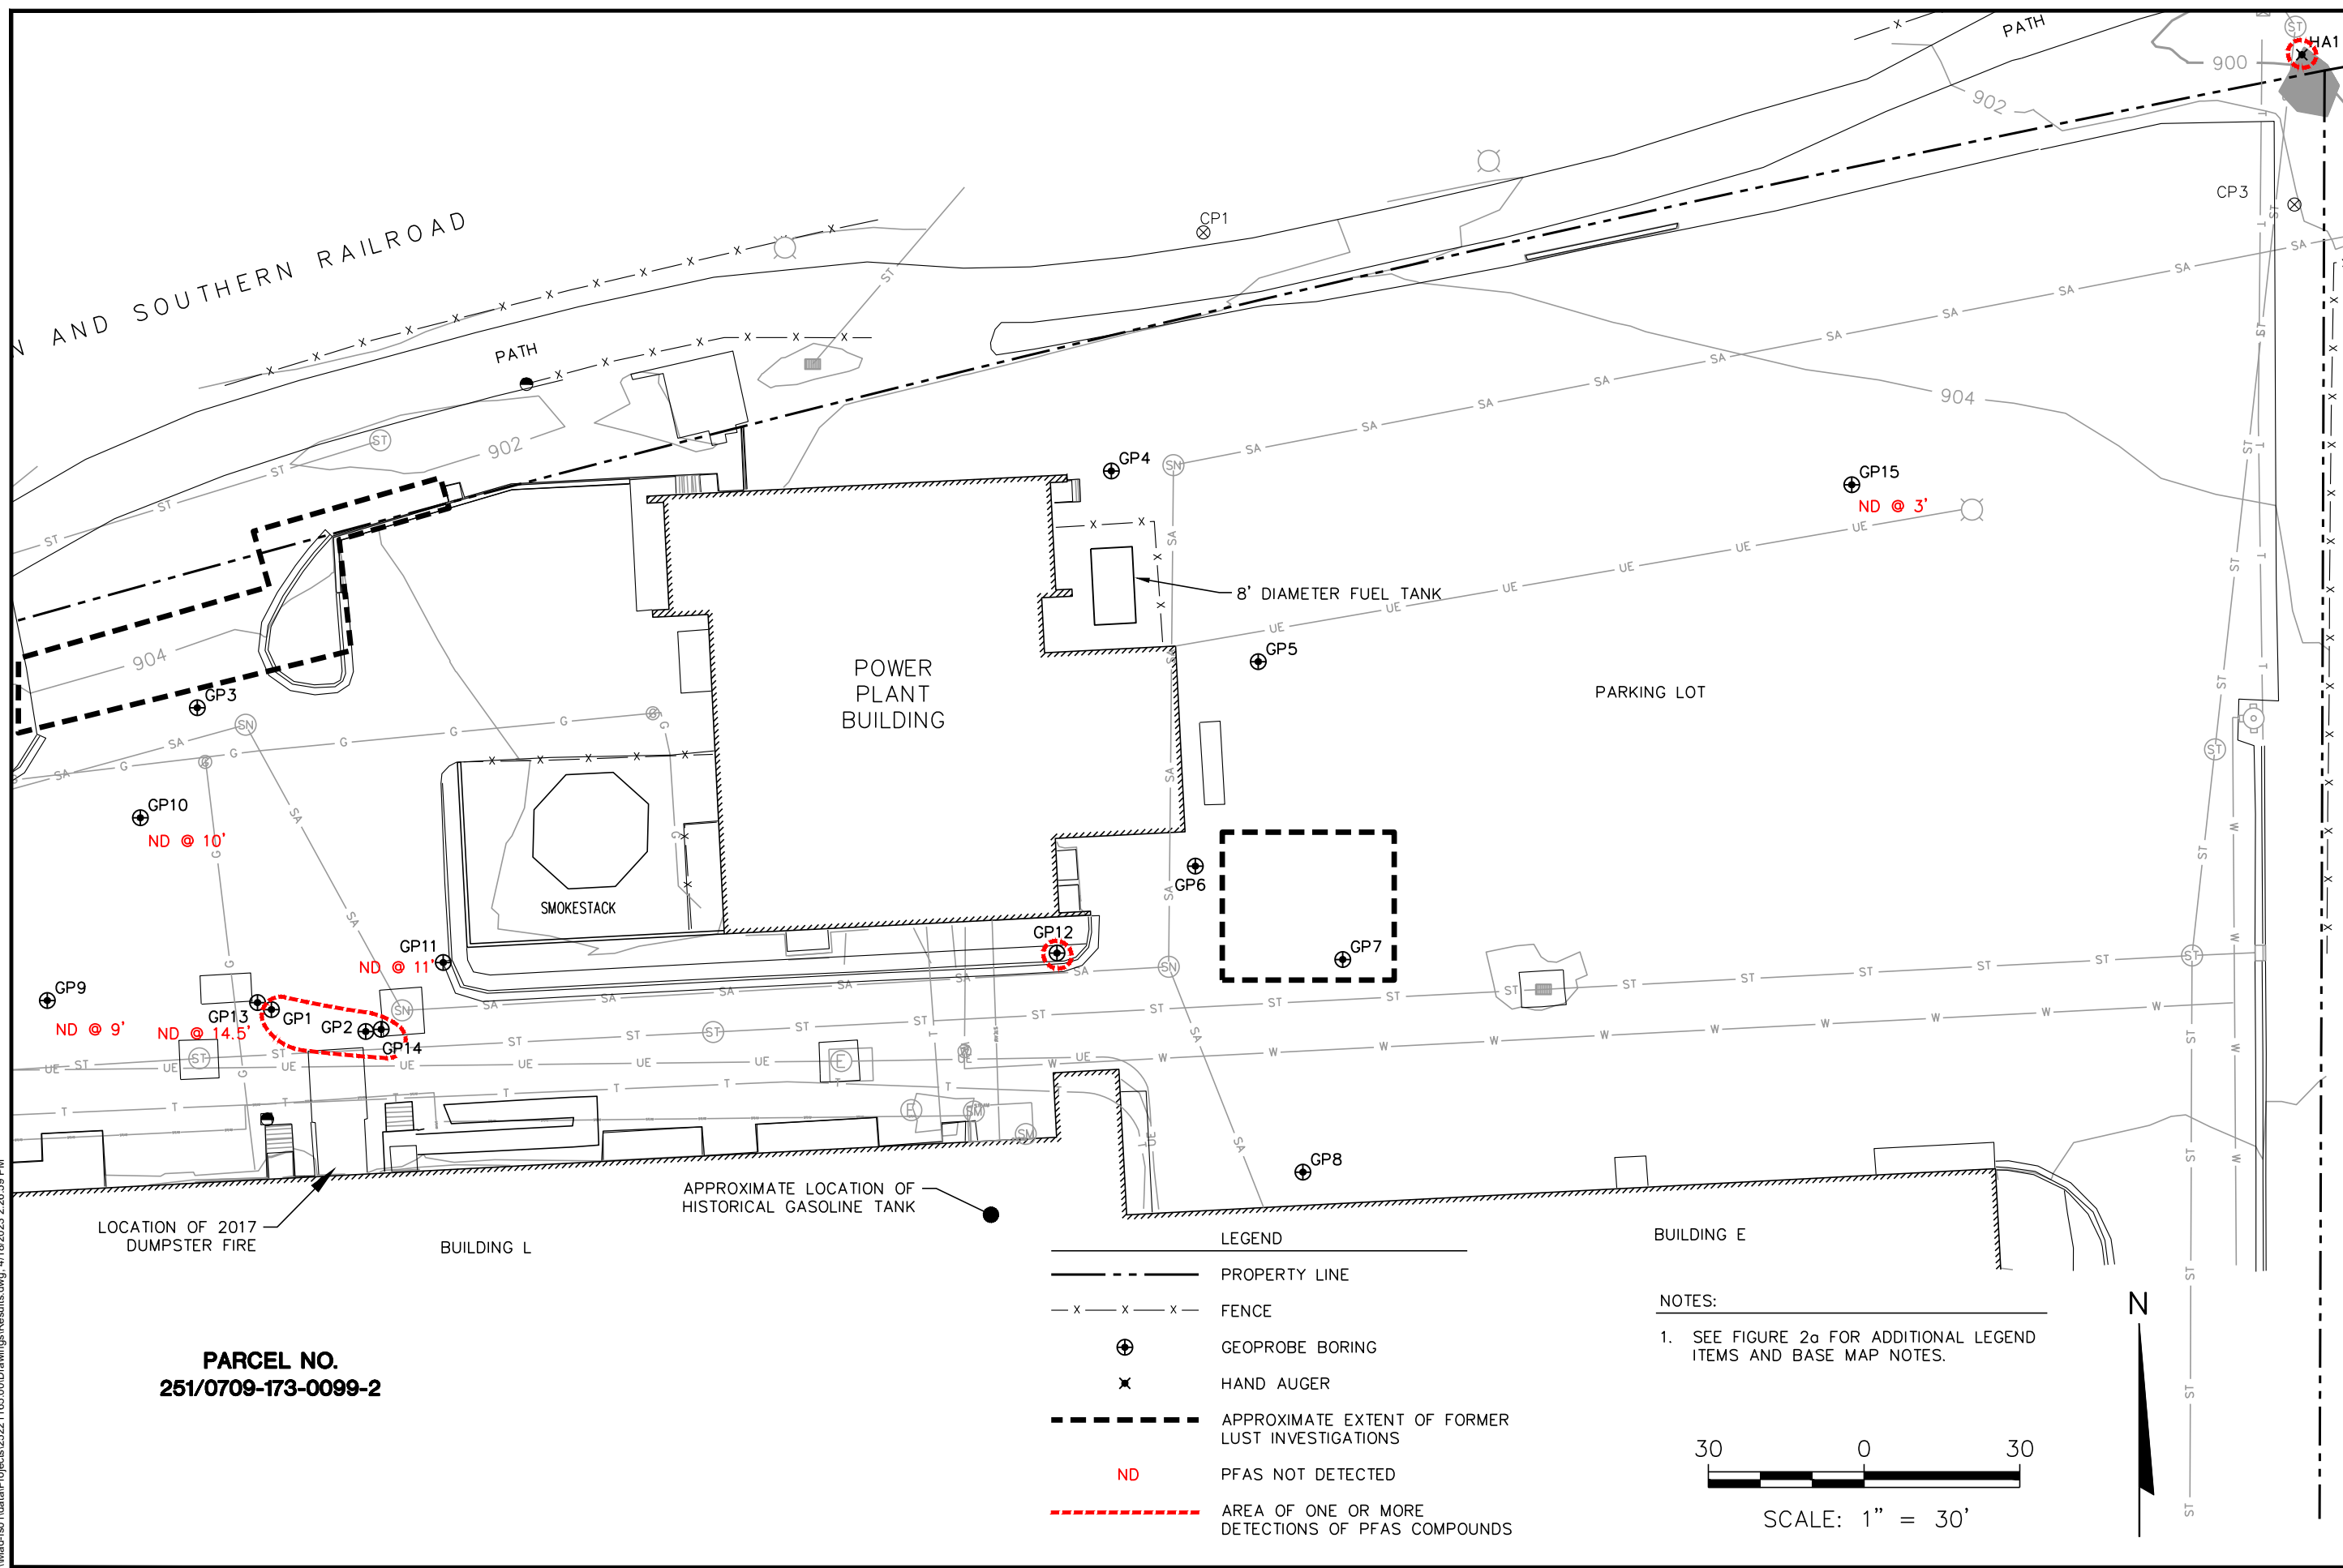 PATH
ST
HA1
900
902
CP3
CP1
N AND SOUTHERN RAILROAD
PATH
ST
902
904
GP4
GP15
ND @ 3'
8' DIAMETER FUEL TANK
GP5
PARKING LOT
POWER
PLANT
BUILDING
904
GP3
SN
GP10
ND @ 10'
SMOKESTACK
GP6
GP7
GP12
GP11
ND @ 11'
GP9
ND @ 9'
GP13
ND @ 14.5'
GP1
GP2
GP14
SN
ST
E
SM
GP8
APPROXIMATE LOCATION OF
HISTORICAL GASOLINE TANK
LOCATION OF 2017
DUMPSTER FIRE
BUILDING L
BUILDING E
PARCEL NO.
251/0709-173-0099-2
LEGEND
PROPERTY LINE
X X X FENCE
GEOPROBE BORING
HAND AUGER
APPROXIMATE EXTENT OF FORMER
LUST INVESTIGATIONS
ND PFAS NOT DETECTED
AREA OF ONE OR MORE
DETECTIONS OF PFAS COMPOUNDS
NOTES:
1. SEE FIGURE 2a FOR ADDITIONAL LEGEND
ITEMS AND BASE MAP NOTES.
N
30 0 30
SCALE: 1" = 30'